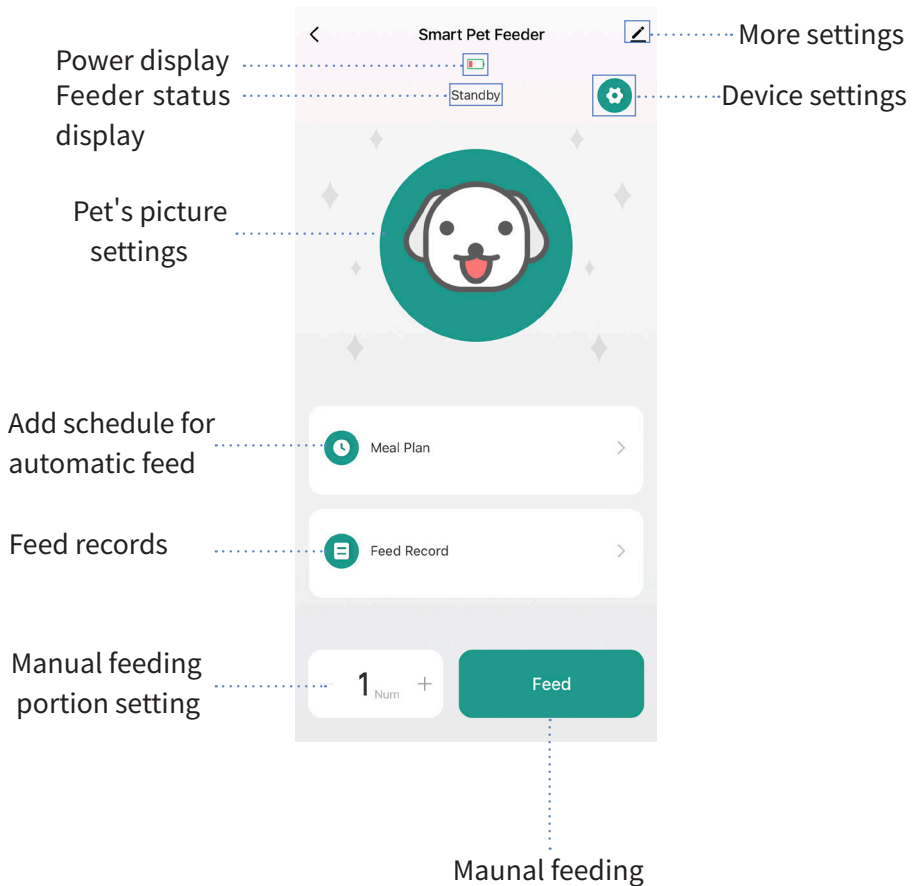 Smart Pet Feeder
More settings
Power display
Feeder status
display
Standby
Device settings
Pet's picture
settings
Add schedule for
automatic feed
Meal Plan
Feed records
Feed Record
Manual feeding
portion setting
1 Num +
Feed
Maunal feeding